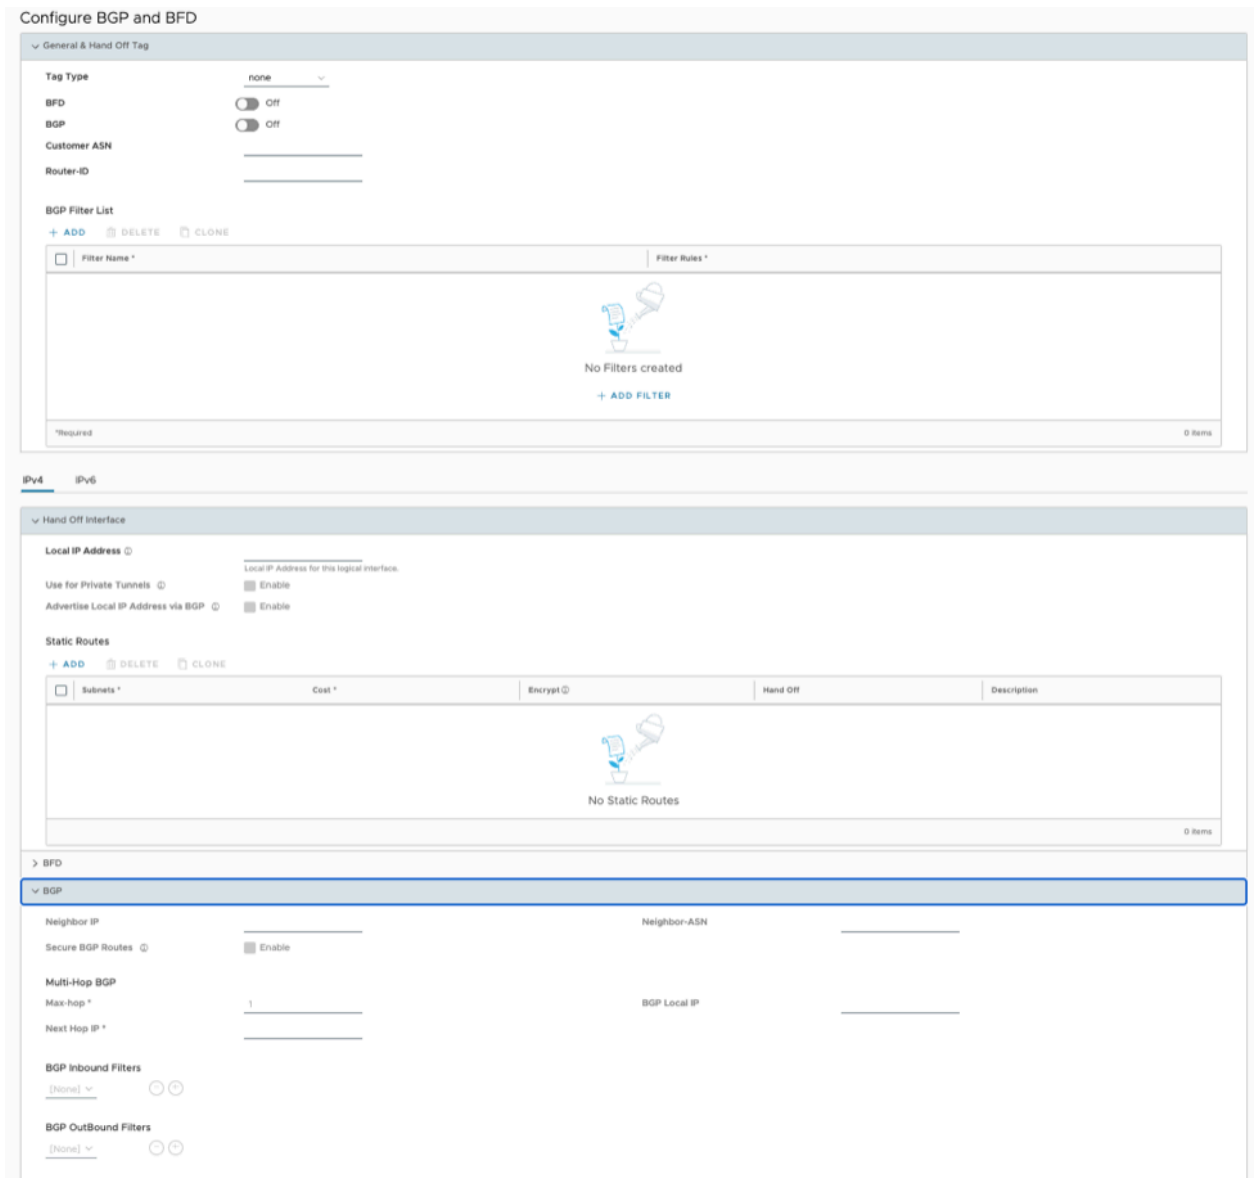 Configure BGP and BFD
General & Hand Off Tag
Tag Type none
BFD Off
BGP Off
Customer ASN
Router-ID
BGP Filter List
+ ADD DELETE CLONE
Filter Name * Filter Rules *
No Filters created
+ ADD FILTER
*Required 0 items
IPv4 IPv6
Hand Off Interface
Local IP Address
Local IP Address for this logical interface.
Use for Private Tunnels Enable
Advertise Local IP Address via BGP Enable
Static Routes
+ ADD DELETE CLONE
Subnets * Cost * Encrypt Hand Off Description
No Static Routes
0 items
BFD
BGP
Neighbor IP Neighbor-ASN
Secure BGP Routes Enable
Multi-Hop BGP
Max-hop * 1 BGP Local IP
Next Hop IP *
BGP Inbound Filters
[None]
BGP OutBound Filters
[None]